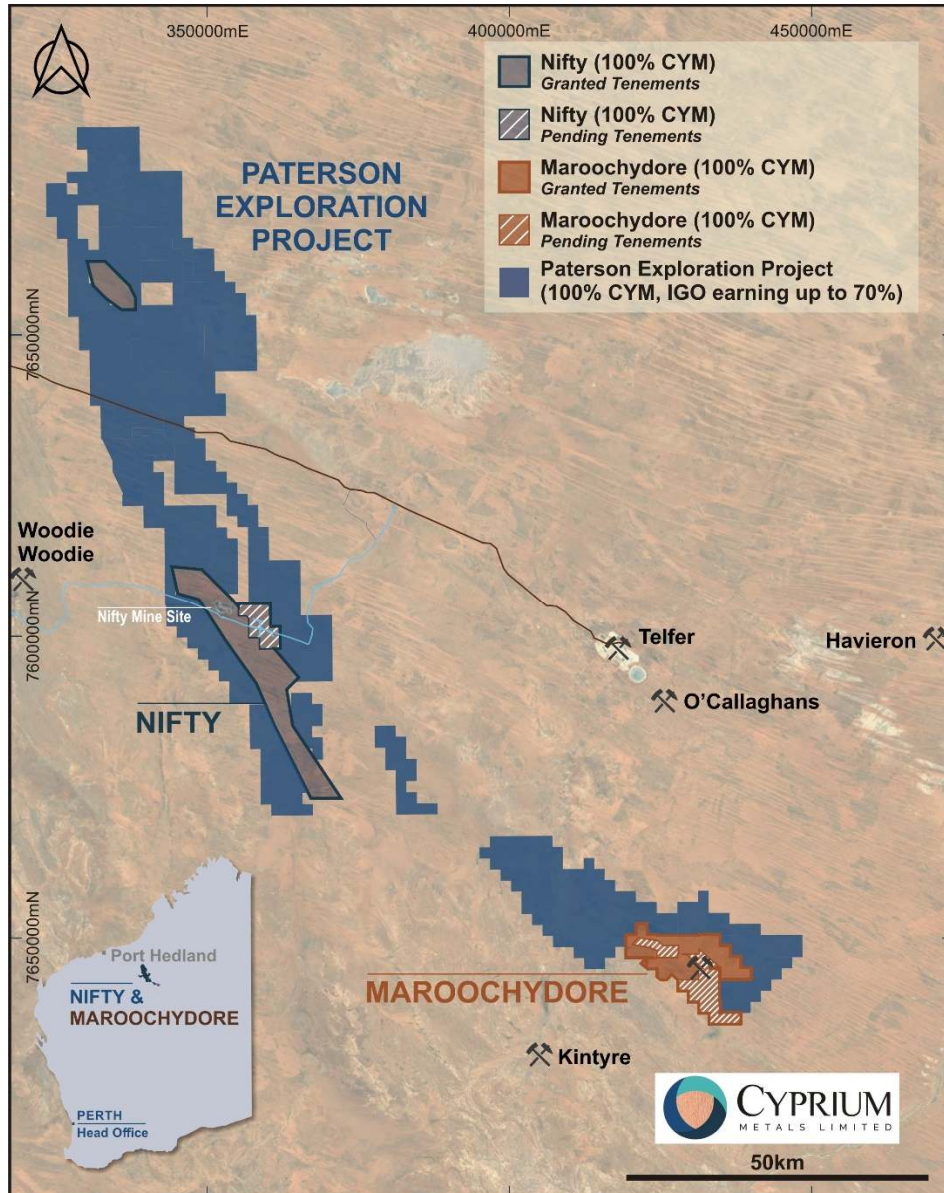 350000mE
400000mE
450000mE
Nifty (100% CYM)
Granted Tenements
Nifty (100% CYM)
Pending Tenements
Maroochydore (100% CYM)
Granted Tenements
Maroochydore (100% CYM)
Pending Tenements
Paterson Exploration Project
(100% CYM, IGO earning up to 70%)
PATERSON
EXPLORATION
PROJECT
7650000mN
Woodie
Woodie
Nifty Mine Site
7600000mN
Telfer
Havieron
O'Callaghans
NIFTY
7650000mN
Port Hedland
NIFTY &
MAROOCHYDORE
PERTH
Head Office
MAROOCHYDORE
Kintyre
CYPRIUM
METALS LIMITED
50km